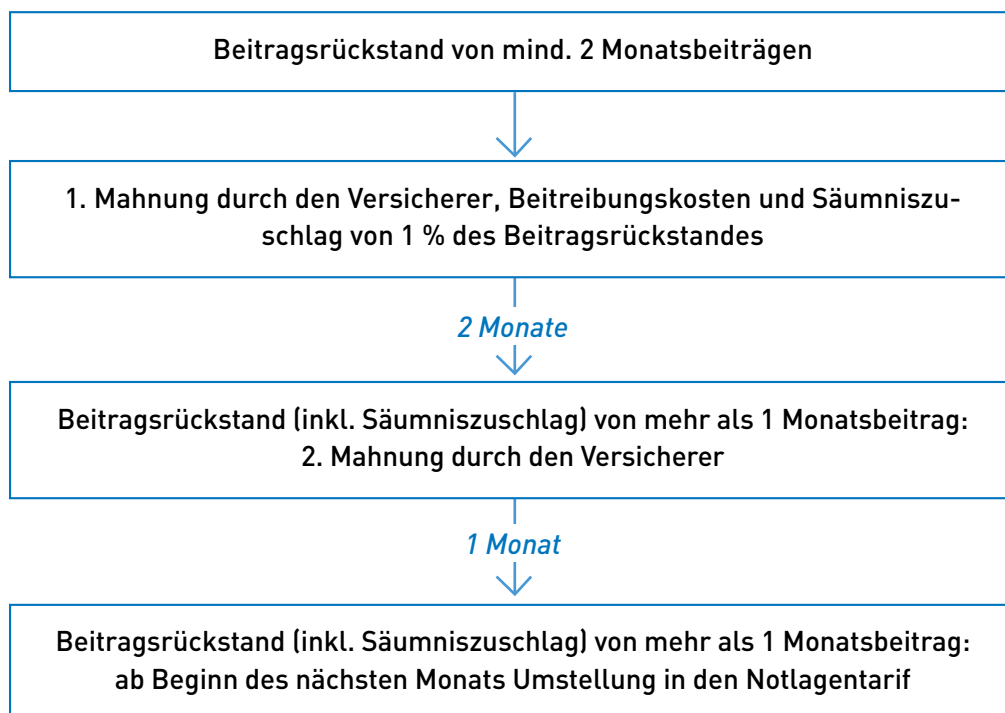 Beitragsrückstand von mind. 2 Monatsbeiträgen
1. Mahnung durch den Versicherer, Beitreibungskosten und Säumniszu-
schlag von 1 % des Beitragsrückstandes
2 Monate
Beitragsrückstand (inkl. Säumniszuschlag) von mehr als 1 Monatsbeitrag:
2. Mahnung durch den Versicherer
1 Monat
Beitragsrückstand (inkl. Säumniszuschlag) von mehr als 1 Monatsbeitrag:
ab Beginn des nächsten Monats Umstellung in den Notlagentarif